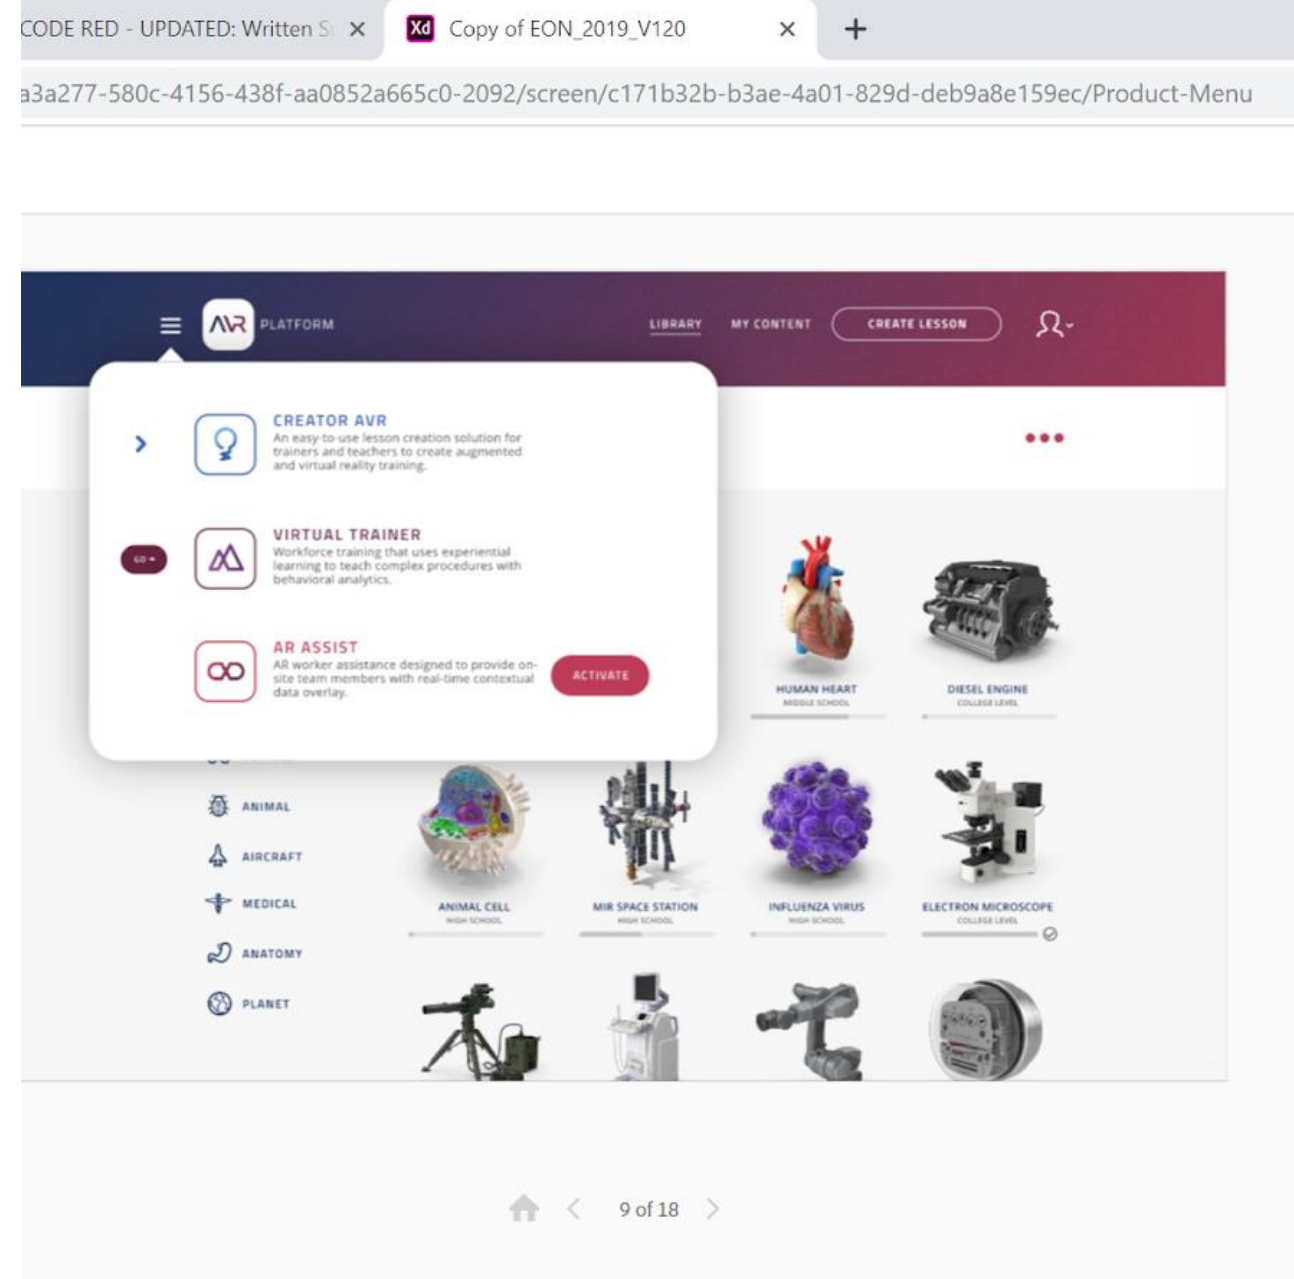 CODE RED - UPDATED: Written S
Xd Copy of EON_2019_V120
a3a277-580c-4156-438f-aa0852a665c0-2092/screen/c171b32b-b3ae-4a01-829d-deb9a8e159ec/Product-Menu
AVR PLATFORM
LIBRARY MY CONTENT CREATE LESSON
CREATOR AVR
An easy-to-use lesson creation solution for
trainers and teachers to create augmented
and virtual reality training.
GO
VIRTUAL TRAINER
Workforce training that uses experiential
learning to teach complex procedures with
behavioral analytics.
AR ASSIST
AR worker assistance designed to provide on-
site team members with real-time contextual
data overlay.
ACTIVATE
HUMAN HEART
MIDDLE SCHOOL
DIESEL ENGINE
COLLEGE LEVEL
ANIMAL
AIRCRAFT
MEDICAL
ANATOMY
PLANET
ANIMAL CELL
HIGH SCHOOL
MIR SPACE STATION
HIGH SCHOOL
INFLUENZA VIRUS
HIGH SCHOOL
ELECTRON MICROSCOPE
COLLEGE LEVEL
9 of 18